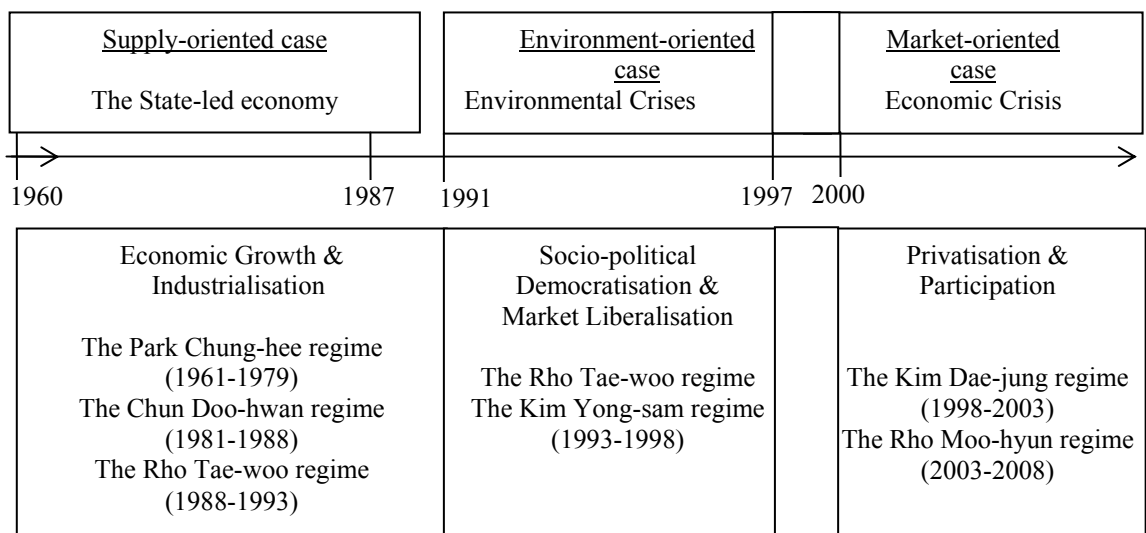 Supply-oriented case
The State-led economy
Environment-oriented
case
Environmental Crises
Market-oriented
case
Economic Crisis
1960
1987
1991
1997
2000
Economic Growth &
Industrialisation
The Park Chung-hee regime
(1961-1979)
The Chun Doo-hwan regime
(1981-1988)
The Rho Tae-woo regime
(1988-1993)
Socio-political
Democratisation &
Market Liberalisation
The Rho Tae-woo regime
The Kim Yong-sam regime
(1993-1998)
Privatisation &
Participation
The Kim Dae-jung regime
(1998-2003)
The Rho Moo-hyun regime
(2003-2008)